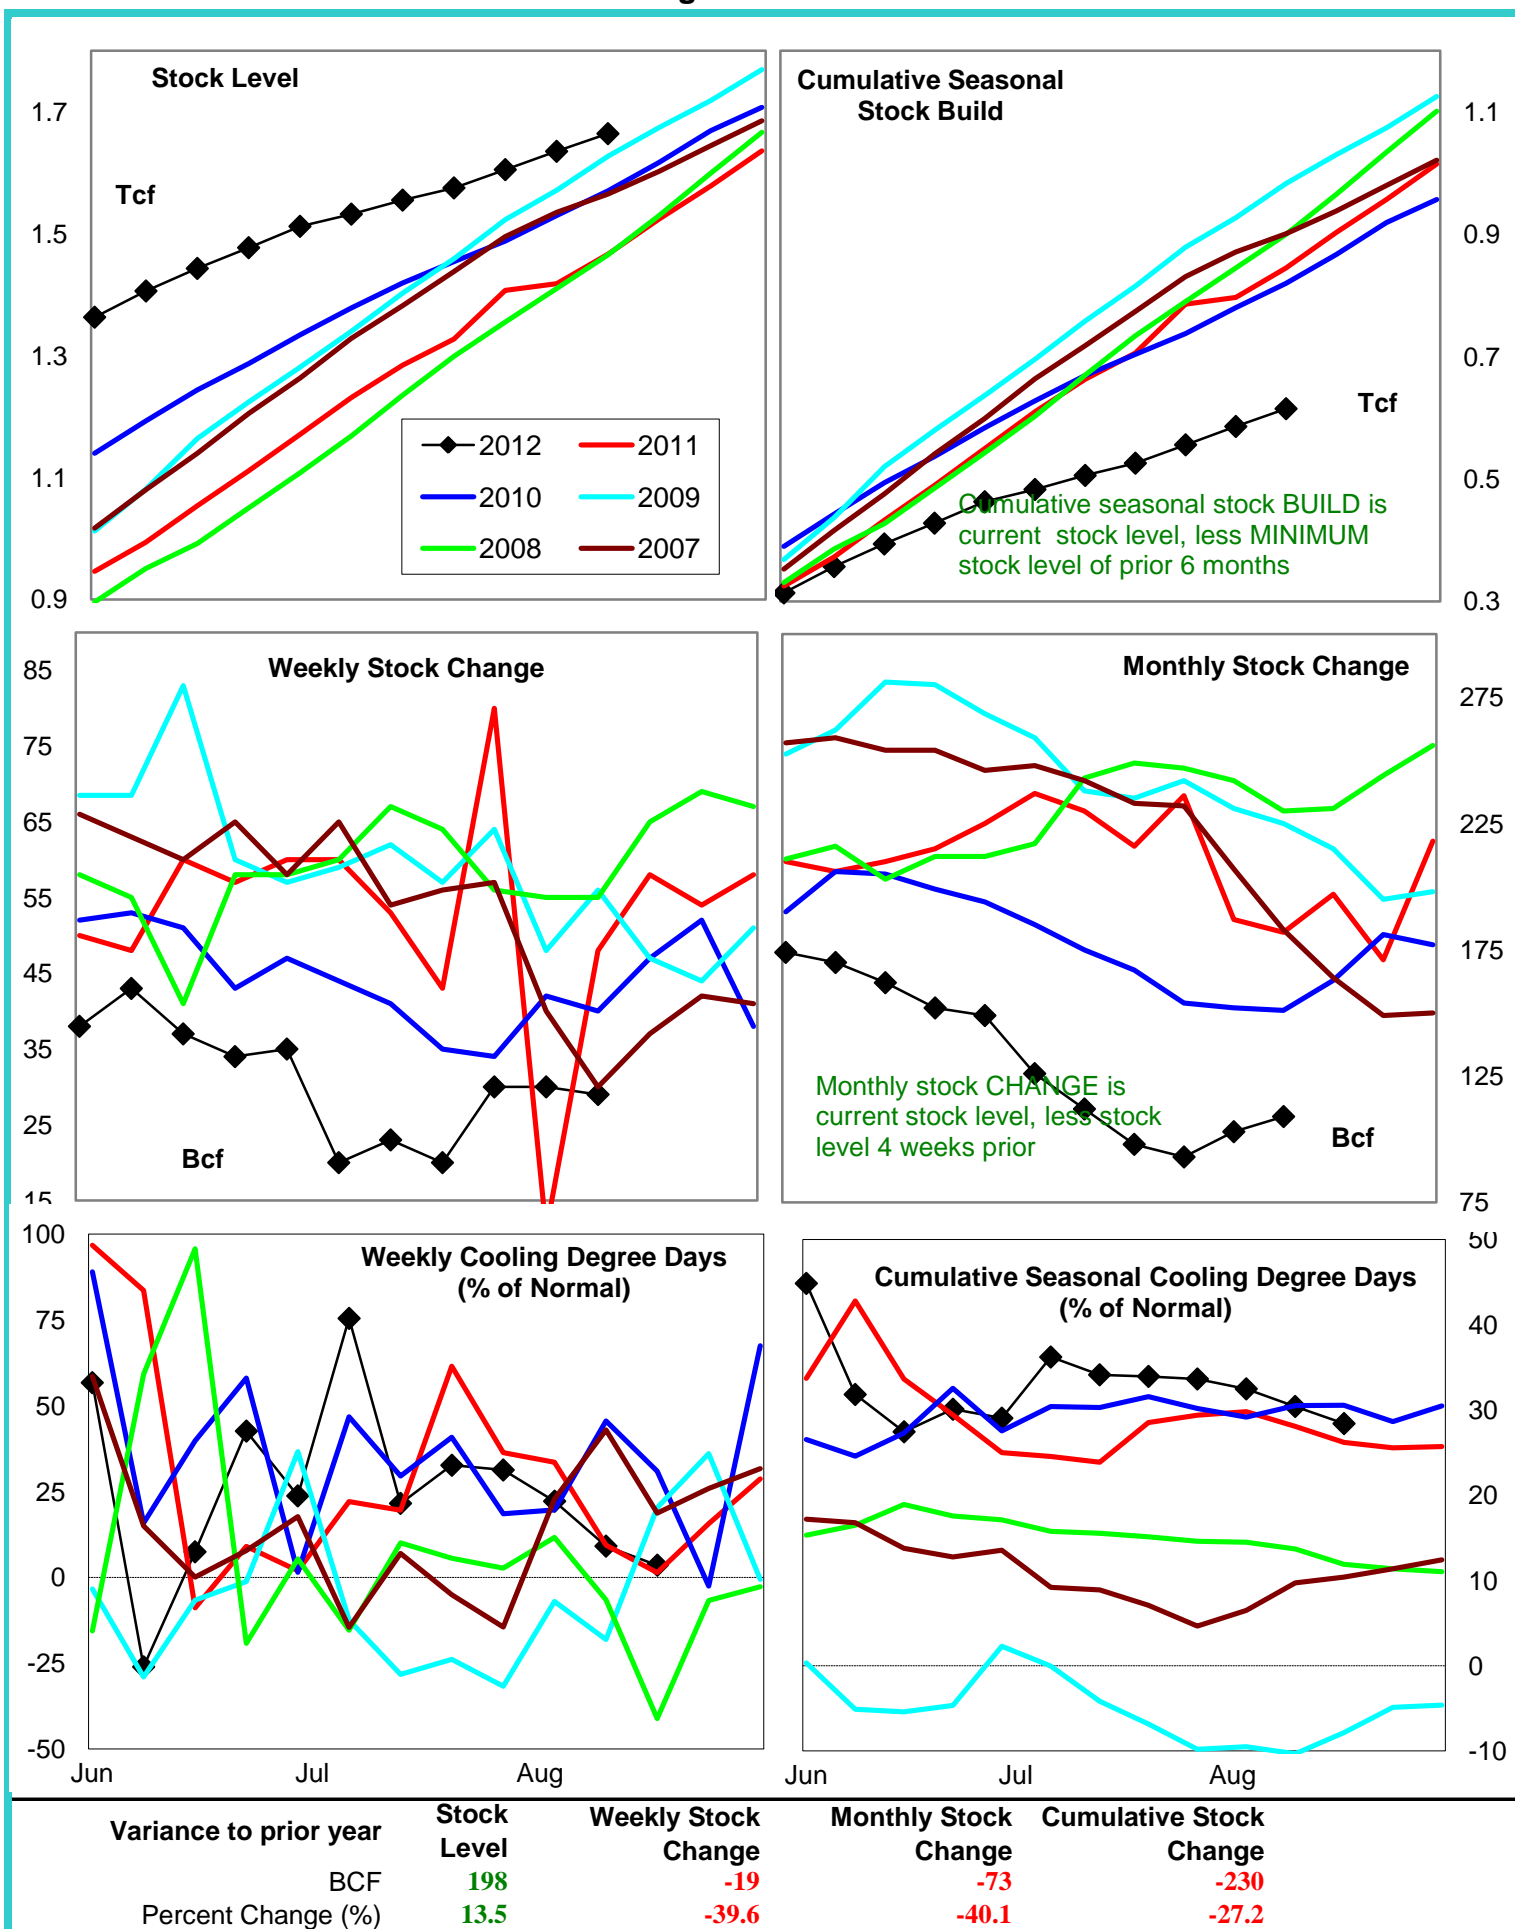 Stock Level
Tcf
1.7
1.5
1.3
1.1
0.9
2012
2011
2010
2009
2008
2007
Cumulative Seasonal
Stock Build
Tcf
Cumulative seasonal stock BUILD is
current stock level, less MINIMUM
stock level of prior 6 months
1.1
0.9
0.7
0.5
0.3
Weekly Stock Change
Bcf
85
75
65
55
45
35
25
15
Monthly Stock Change
Monthly stock CHANGE is
current stock level, less stock
level 4 weeks prior
Bcf
275
225
175
125
75
Weekly Cooling Degree Days
(% of Normal)
100
75
50
25
0
-25
-50
Jun
Jul
Aug
Cumulative Seasonal Cooling Degree Days
(% of Normal)
50
40
30
20
10
0
-10
Jun
Jul
Aug
Variance to prior year
Stock
Level
Weekly Stock
Change
Monthly Stock
Change
Cumulative Stock
Change
BCF 198 -19 -73 -230
Percent Change (%) 13.5 -39.6 -40.1 -27.2